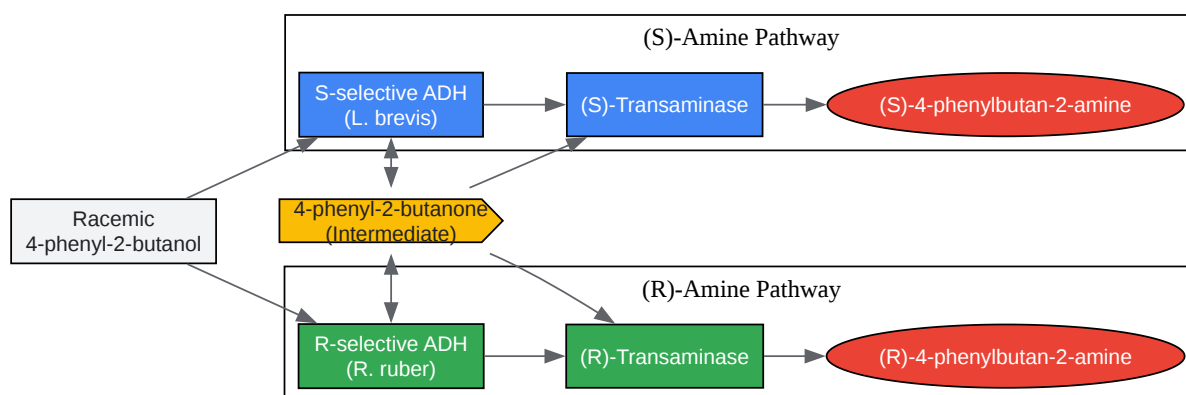 (S)-Amine Pathway
S-selective ADH
(L. brevis)
(S)-Transaminase
(S)-4-phenylbutan-2-amine
Racemic
4-phenyl-2-butanol
4-phenyl-2-butanone
(Intermediate)
(R)-Amine Pathway
R-selective ADH
(R. ruber)
(R)-Transaminase
(R)-4-phenylbutan-2-amine